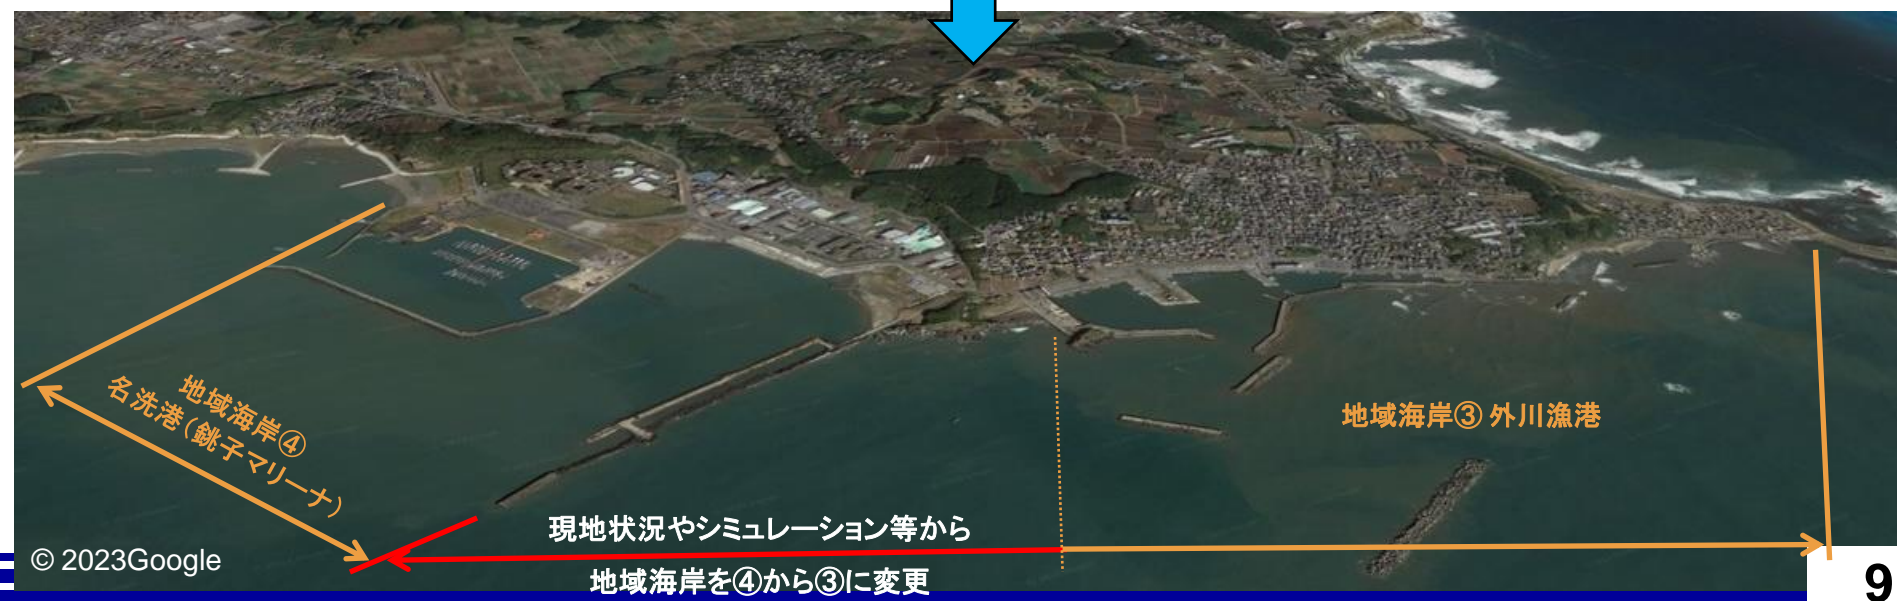 地域海岸④
名洗港(銚子マリーナ)
地域海岸③ 外川漁港
現地状況やシミュレーション等から
地域海岸を④から③に変更
© 2023Google
9